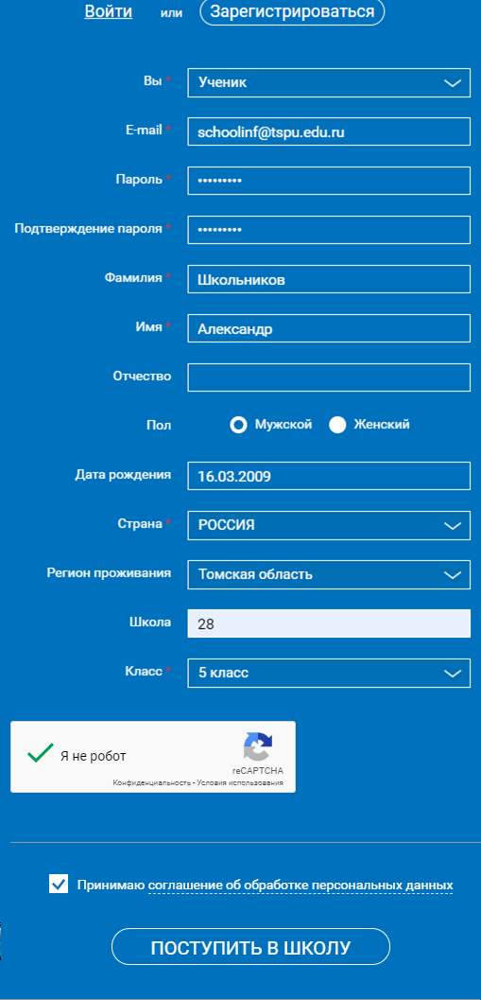 Войти или Зарегистрироваться
Вы * Ученик
E-mail * schoolinf@tspu.edu.ru
Пароль * •••••••••
Подтверждение пароля * •••••••••
Фамилия * Школьников
Имя * Александр
Отчество
Пол Мужской Женский
Дата рождения 16.03.2009
Страна * РОССИЯ
Регион проживания Томская область
Школа 28
Класс * 5 класс
Я не робот
reCAPTCHA
Конфиденциальность - Условия использования
Принимаю соглашение об обработке персональных данных
ПОСТУПИТЬ В ШКОЛУ